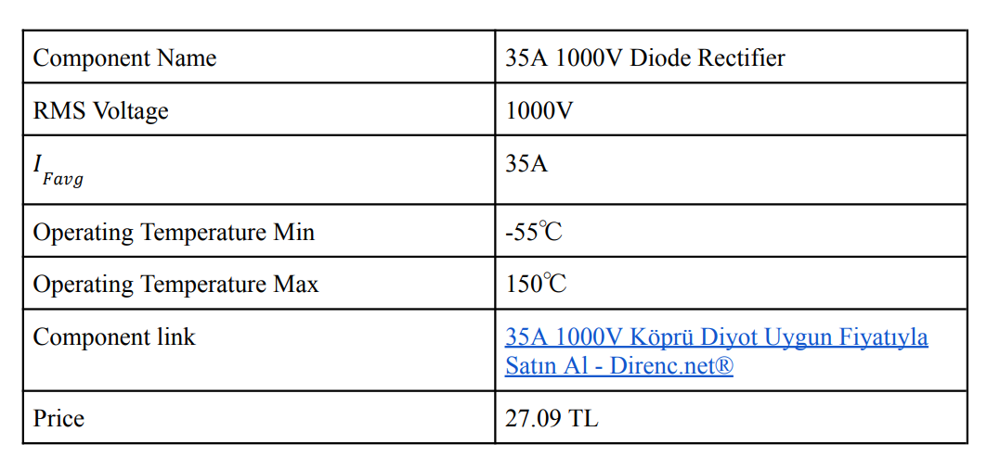 Component Name
35A 1000V Diode Rectifier
RMS Voltage
1000V
I Favg
35A
Operating Temperature Min
-55℃
Operating Temperature Max
150℃
Component link
35A 1000V Köprü Diyot Uygun Fiyatıyla
Satın Al - Direnc.net®
Price
27.09 TL